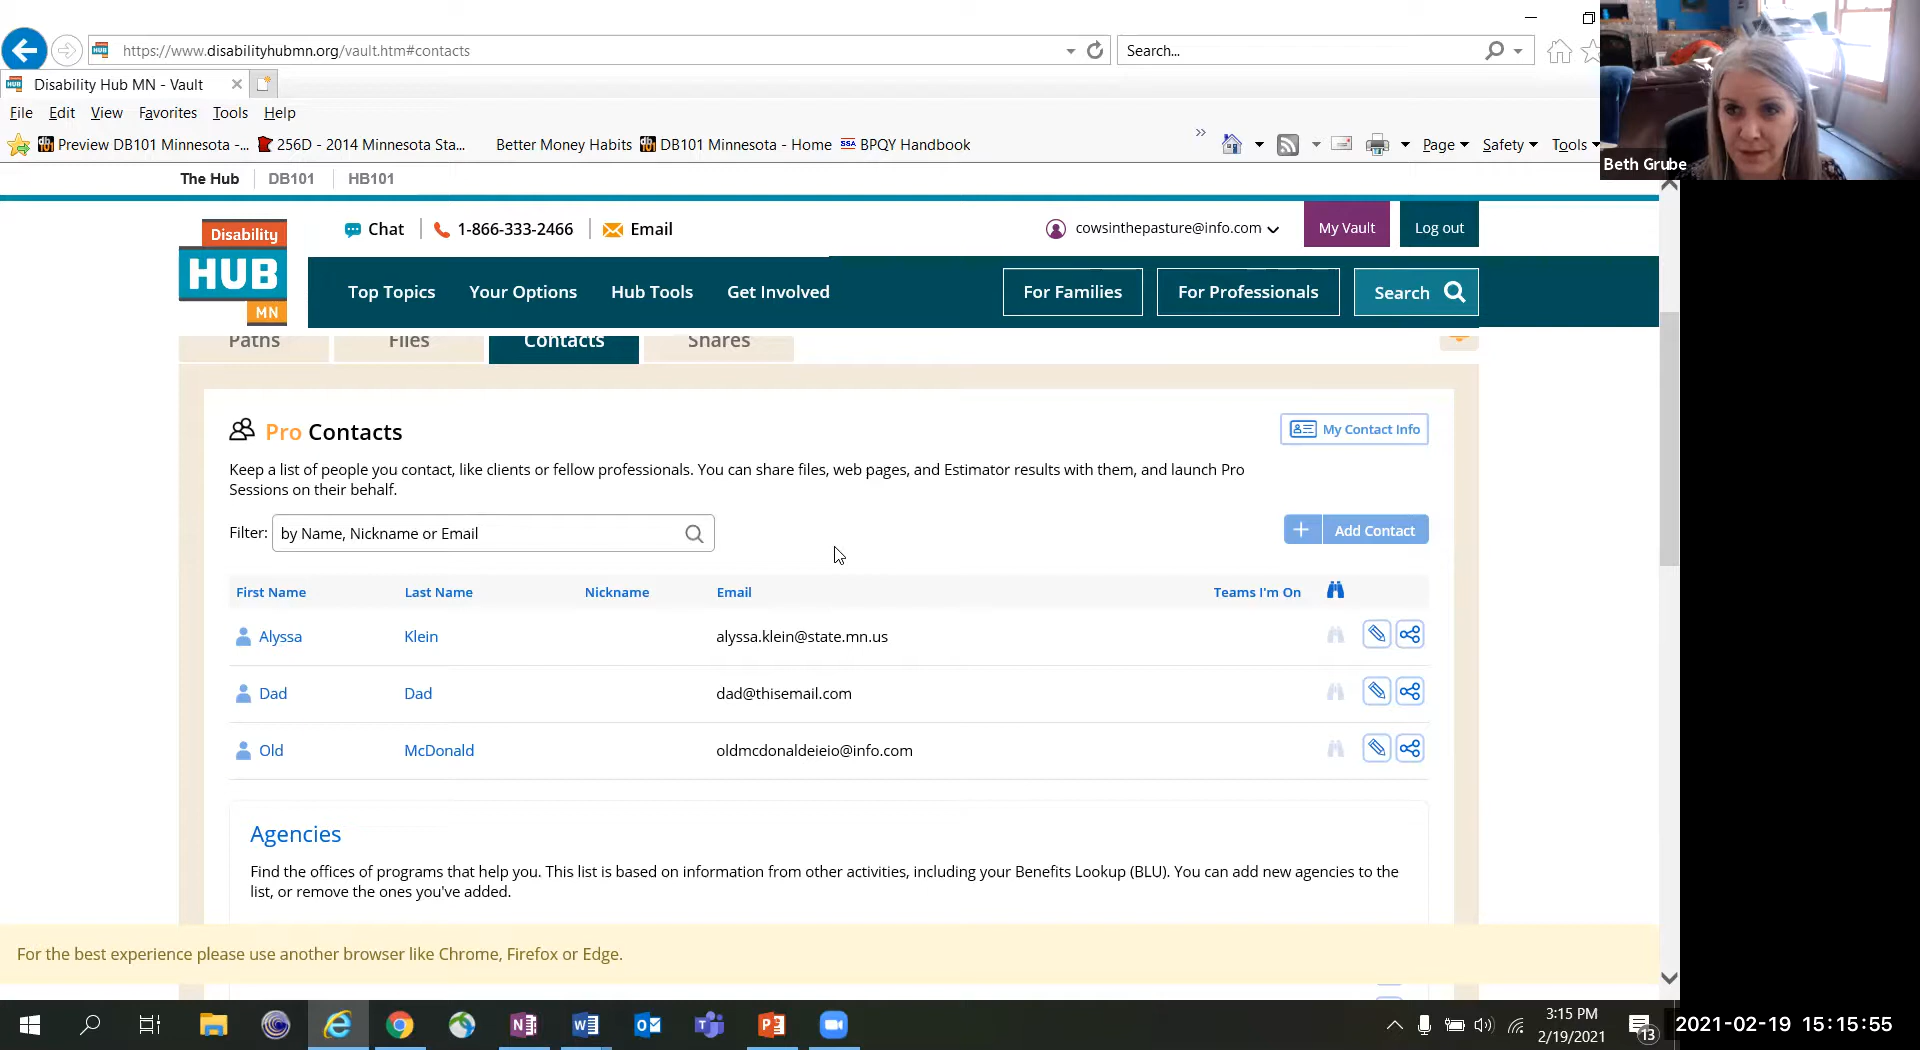 https://www.disabilityhubmn.org/vault.htm#contacts
Search...
Disability Hub MN - Vault
File Edit View Favorites Tools Help
Preview DB101 Minnesota -... 256D - 2014 Minnesota Sta... Better Money Habits DB101 Minnesota - Home BPQY Handbook
Page Safety Tools
Beth Grube
The Hub DB101 HB101
Disability HUB MN
Chat 1-866-333-2466 Email
cowsinthepasture@info.com My Vault Log out
Top Topics Your Options Hub Tools Get Involved For Families For Professionals Search
Paths Files Contacts Shares
Pro Contacts
My Contact Info
Keep a list of people you contact, like clients or fellow professionals. You can share files, web pages, and Estimator results with them, and launch Pro
Sessions on their behalf.
Filter: by Name, Nickname or Email
+ Add Contact
First Name Last Name Nickname Email Teams I'm On
Alyssa Klein alyssa.klein@state.mn.us
Dad Dad dad@thisemail.com
Old McDonald oldmcdonaldeieio@info.com
Agencies
Find the offices of programs that help you. This list is based on information from other activities, including your Benefits Lookup (BLU). You can add new agencies to the
list, or remove the ones you've added.
For the best experience please use another browser like Chrome, Firefox or Edge.
3:15 PM
2/19/2021
13
2021-02-19 15:15:55